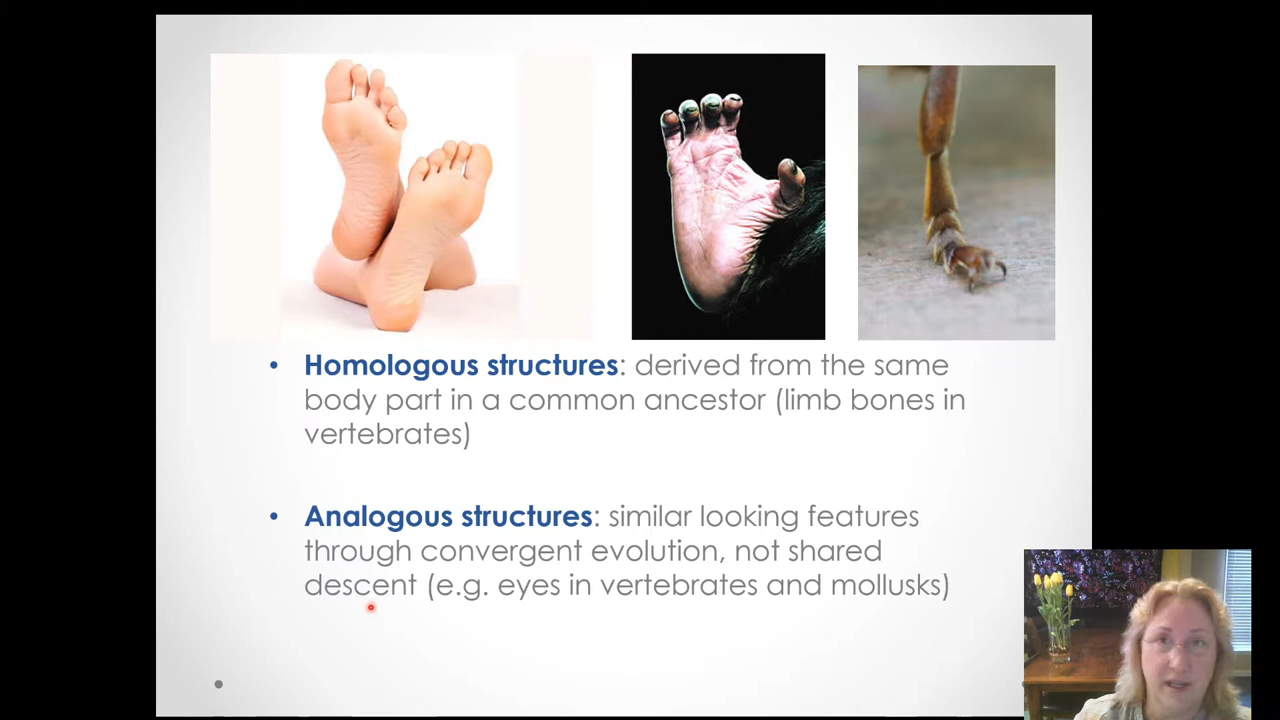 • Homologous structures: derived from the same
body part in a common ancestor (limb bones in
vertebrates)
• Analogous structures: similar looking features
through convergent evolution, not shared
descent (e.g. eyes in vertebrates and mollusks)